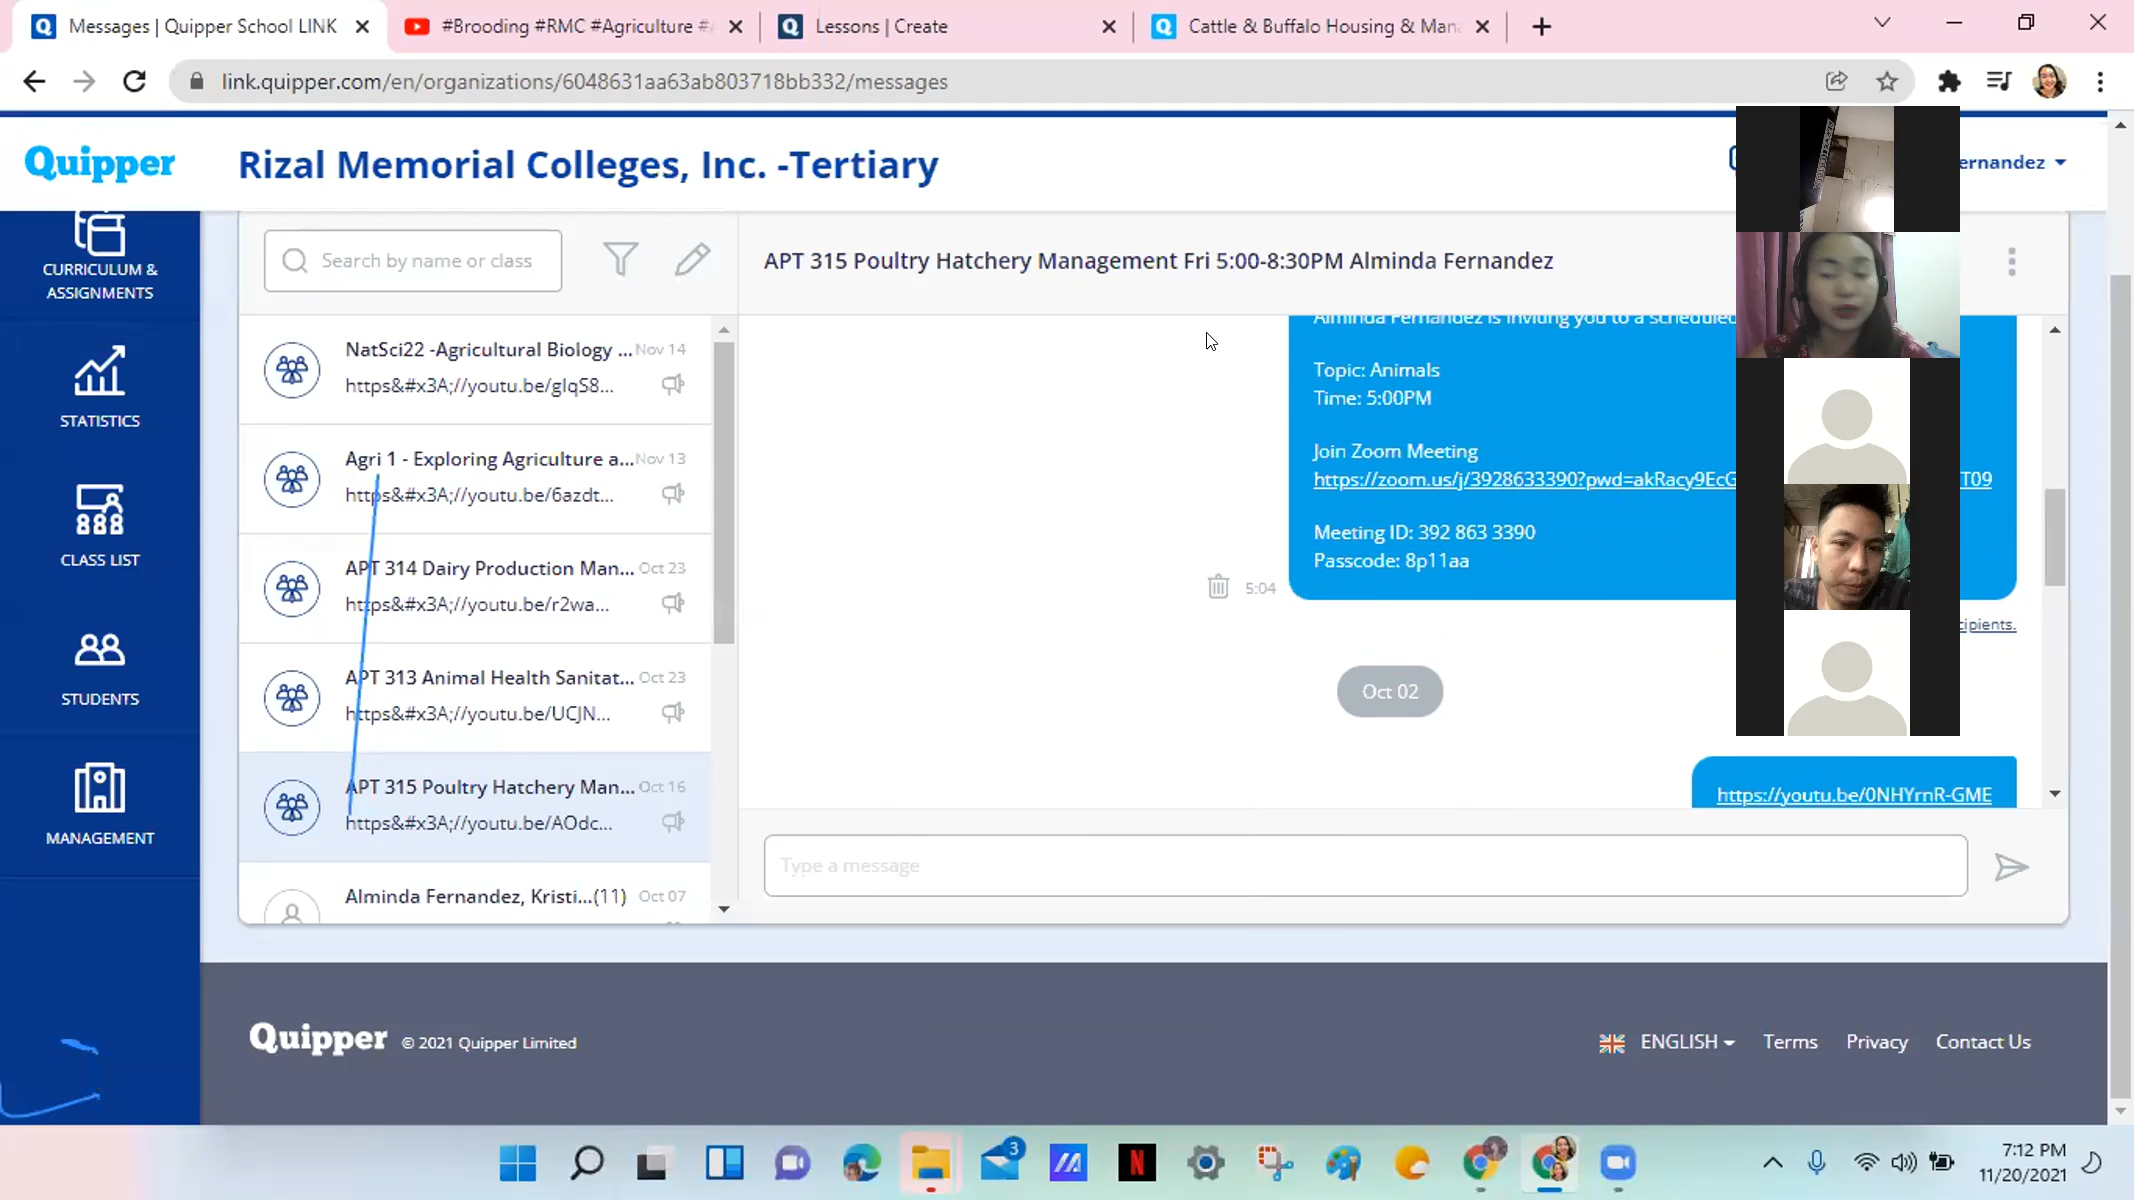 Messages | Quipper School LINK
#Brooding #RMC #Agriculture #
Lessons | Create
Cattle & Buffalo Housing & Man
link.quipper.com/en/organizations/6048631aa63ab803718bb332/messages
Quipper
Rizal Memorial Colleges, Inc. -Tertiary
ernandez
CURRICULUM &
ASSIGNMENTS
STATISTICS
CLASS LIST
STUDENTS
MANAGEMENT
Search by name or class
NatSci22 -Agricultural Biology ... Nov 14
https&#x3A;//youtu.be/glqS8...
Agri 1 - Exploring Agriculture a... Nov 13
https&#x3A;//youtu.be/6azdt...
APT 314 Dairy Production Man... Oct 23
https&#x3A;//youtu.be/r2wa...
APT 313 Animal Health Sanitat... Oct 23
https&#x3A;//youtu.be/UCJN...
APT 315 Poultry Hatchery Man... Oct 16
https&#x3A;//youtu.be/AOdc...
Alminda Fernandez, Kristi...(11) Oct 07
APT 315 Poultry Hatchery Management Fri 5:00-8:30PM Alminda Fernandez
Alminda Fernandez is inviting you to a scheduled
Topic: Animals
Time: 5:00PM
Join Zoom Meeting
https://zoom.us/j/3928633390?pwd=akRacy9EcG T09
Meeting ID: 392 863 3390
Passcode: 8p11aa
5:04
cipients.
Oct 02
https://youtu.be/0NHYrnR-GME
Type a message
Quipper © 2021 Quipper Limited
ENGLISH Terms Privacy Contact Us
3
N
7:12 PM
11/20/2021